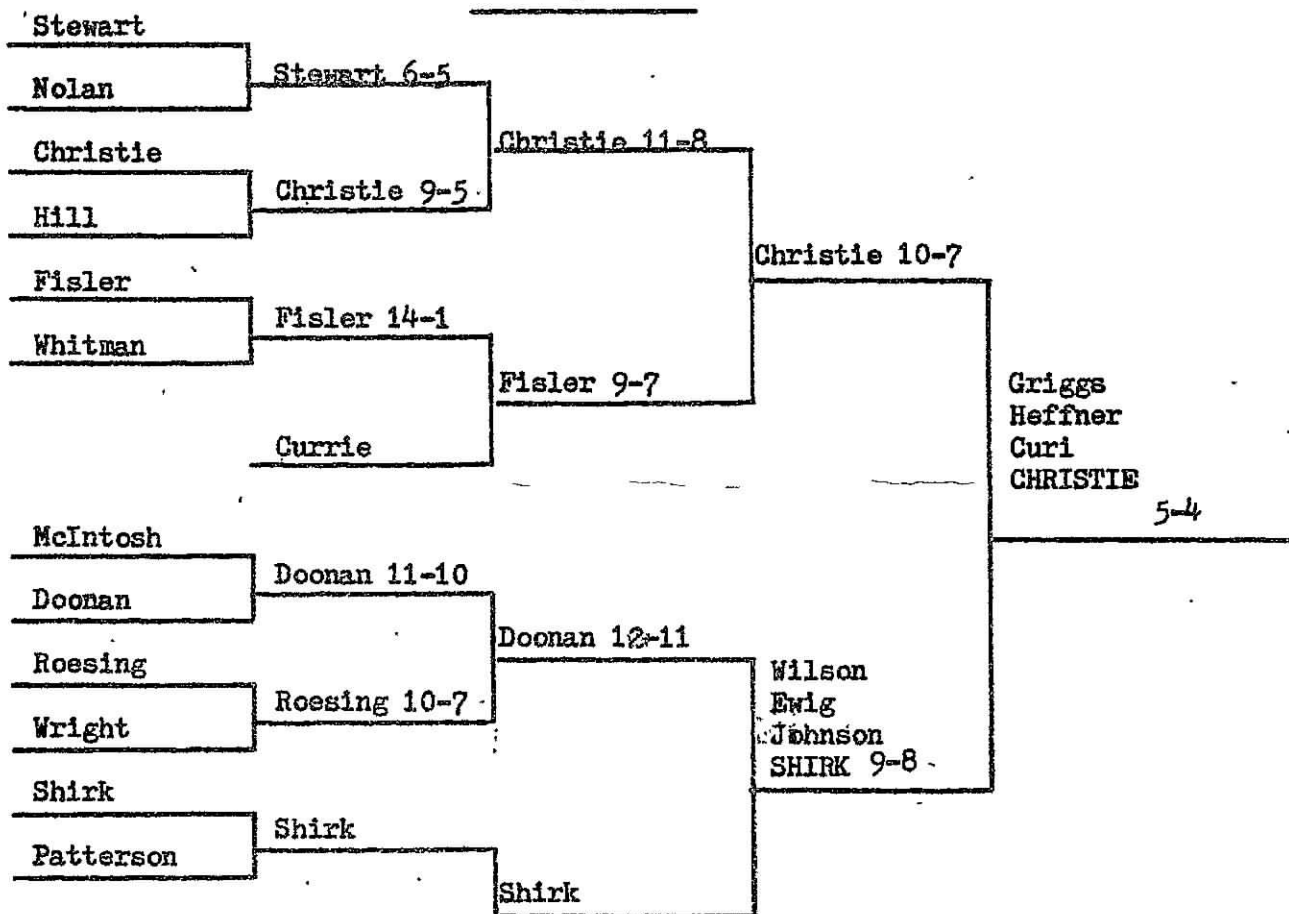 Stewart
Nolan
Stewart 6-5
Christie
Hill
Christie 9-5
Christie 11-8
Fisler
Whitman
Fisler 14-1
Currie
Fisler 9-7
Christie 10-7
McIntosh
Doonan
Doonan 11-10
Roesing
Wright
Roesing 10-7
Doonan 12-11
Shirk
Patterson
Shirk
Shirk
Wilson
Ewig
Johnson
SHIRK 9-8
Griggs
Heffner
Curi
CHRISTIE
5-4